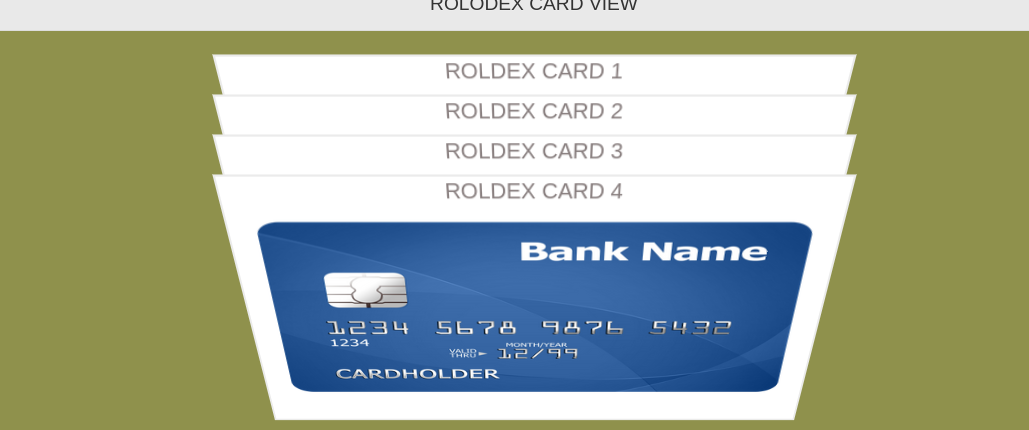 ROLODEX CARD VIEW
ROLDEX CARD 1
ROLDEX CARD 2
ROLDEX CARD 3
ROLDEX CARD 4
Bank Name
1234 5678 9876 5432
1234
MONTH/YEAR
VALID THRU 12/99
CARDHOLDER